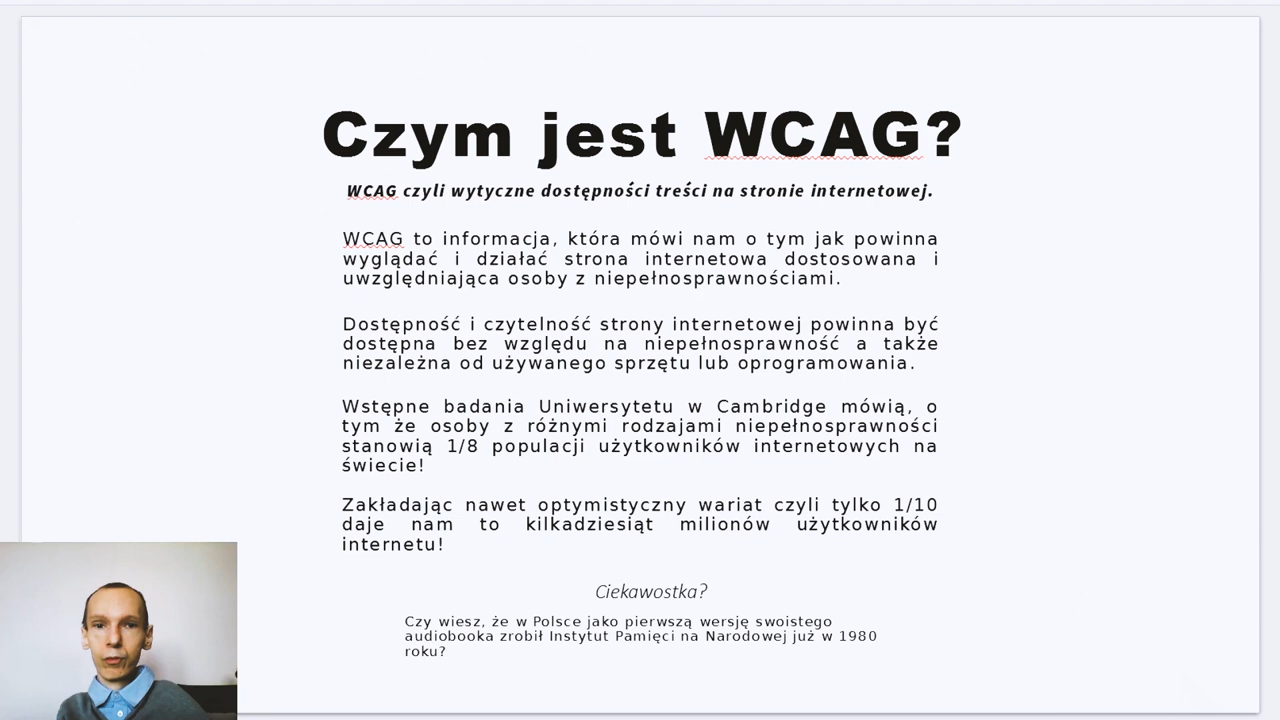 Czym jest WCAG?
WCAG czyli wytyczne dostępności treści na stronie internetowej.
WCAG to informacja, która mówi nam o tym jak powinna
wyglądać i działać strona internetowa dostosowana i
uwzględniająca osoby z niepełnosprawnościami.
Dostępność i czytelność strony internetowej powinna być
dostępna bez względu na niepełnosprawność a także
niezależna od używanego sprzętu lub oprogramowania.
Wstępne badania Uniwersytetu w Cambridge mówią, o
tym że osoby z różnymi rodzajami niepełnosprawności
stanowią 1/8 populacji użytkowników internetowych na
świecie!
Zakładając nawet optymistyczny wariat czyli tylko 1/10
daje nam to kilkadziesiąt milionów użytkowników
internetu!
Ciekawostka?
Czy wiesz, że w Polsce jako pierwszą wersję swoistego
audiobooka zrobił Instytut Pamięci na Narodowej już w 1980
roku?